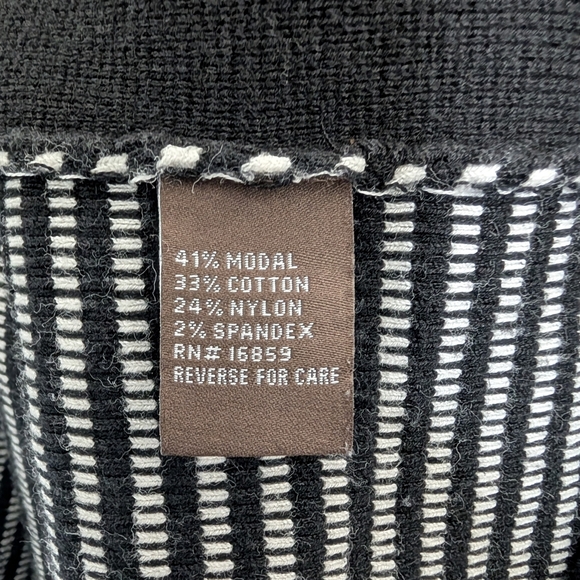 41% MODAL
33% COTTON
24% NYLON
2% SPANDEX
RN# 16859
REVERSE FOR CARE